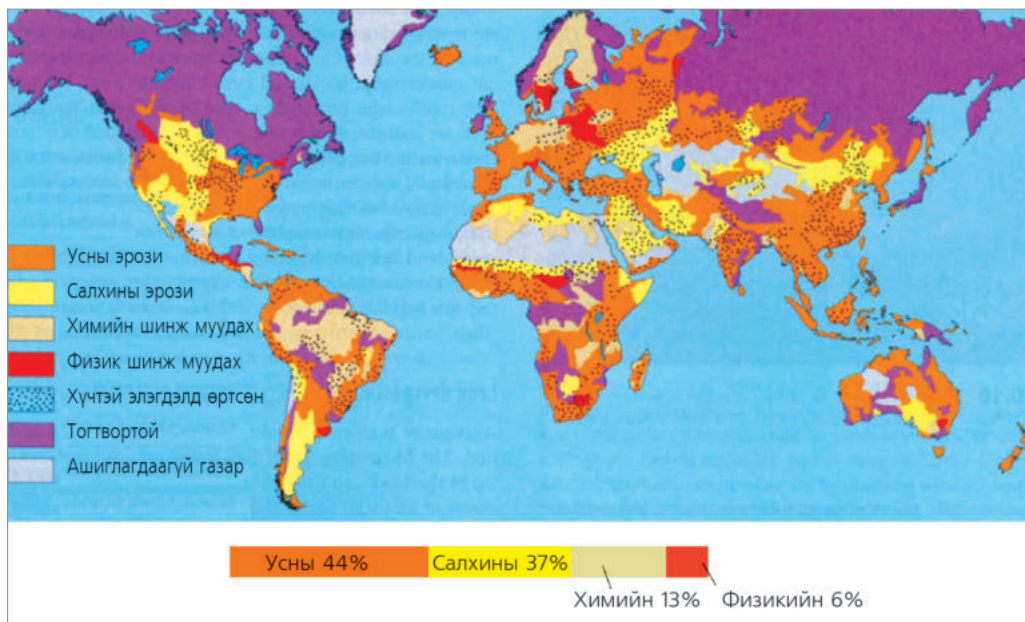 Усны эрози
Салхины эрози
Химийн шинж муудах
Физик шинж муудах
Хүчтэй элэгдэлд өртсөн
Тогтвортой
Ашиглагдаагүй газар
Усны 44%
Салхины 37%
Химийн 13%
Физикийн 6%